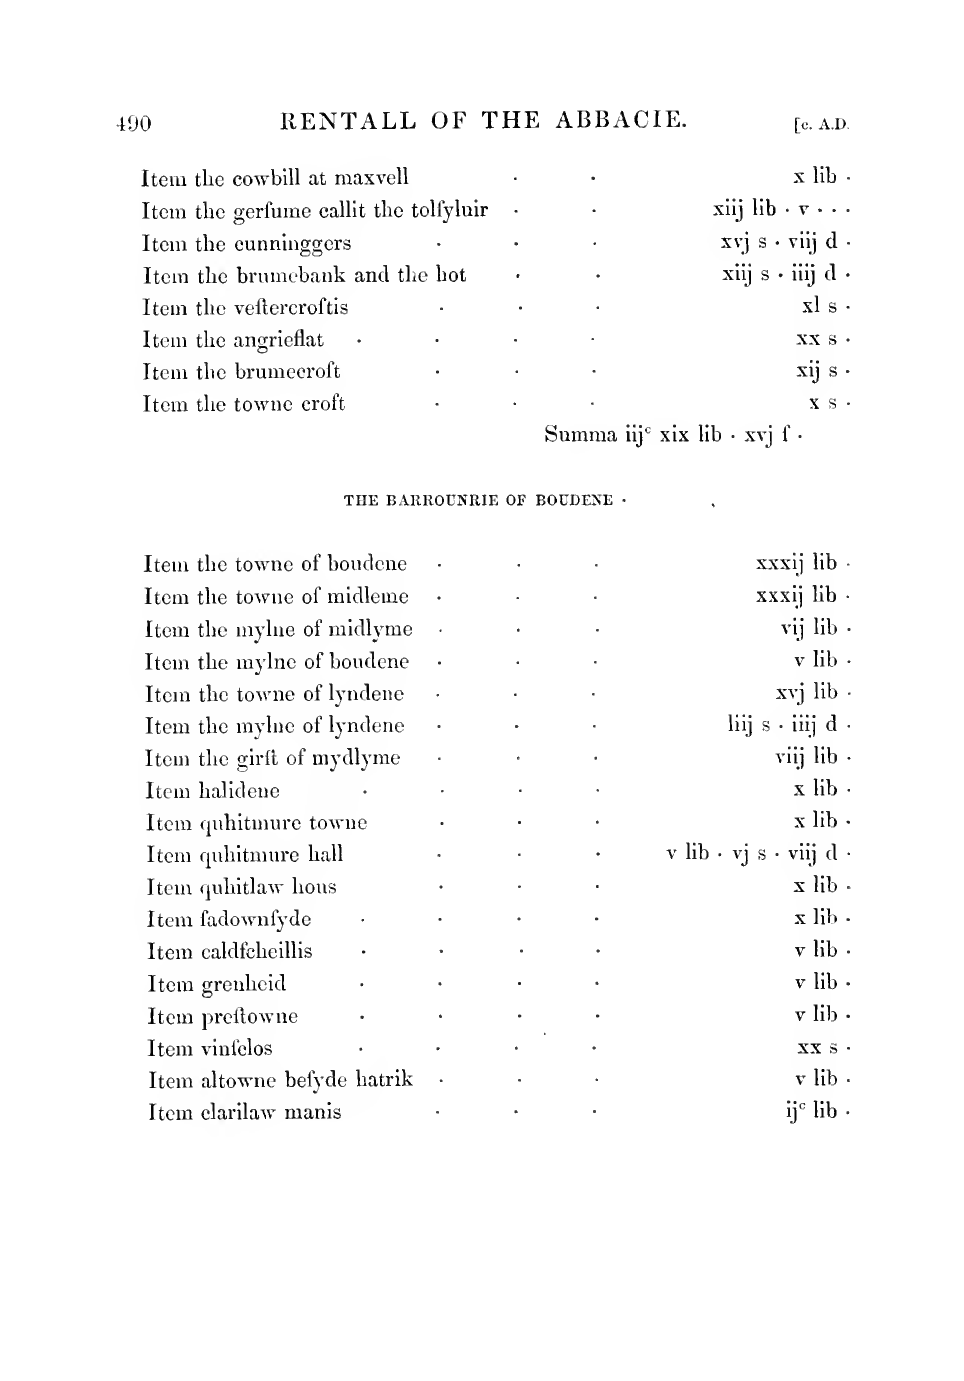 490 RENTALL OF THE ABBACIE. [c. A.D.
Item the cowbill at maxvell · · x lib ·
Item the gerſume callit the tolſyluir · · xiij lib · v · · ·
Item the cunninggers · · · xvj s · viij d ·
Item the brumebank and the hot · · xiij s · iiij d ·
Item the veſtercroftis · · · xl s ·
Item the angrieflat · · · · xx s ·
Item the brumecroft · · · xij s ·
Item the towne croft · · · x s ·
Summa iijᶜ xix lib · xvj ſ ·
THE BARROUNRIE OF BOUDENE ·
Item the towne of boudene · · · xxxij lib ·
Item the towne of midleme · · · xxxij lib ·
Item the mylne of midlyme · · · vij lib ·
Item the mylne of boudene · · · v lib ·
Item the towne of lyndene · · · xvj lib ·
Item the mylne of lyndene · · · liij s · iiij d ·
Item the girſt of mydlyme · · · viij lib ·
Item halidene · · · · x lib ·
Item quhitmure towne · · · x lib ·
Item quhitmure hall · · · v lib · vj s · viij d ·
Item quhitlaw hous · · · x lib ·
Item ſadownſyde · · · · x lib ·
Item caldſcheillis · · · · v lib ·
Item grenheid · · · · v lib ·
Item preſtowne · · · · v lib ·
Item vinſclos · · · · xx s ·
Item altowne beſyde hatrik · · · v lib ·
Item clarilaw manis · · · ijᶜ lib ·